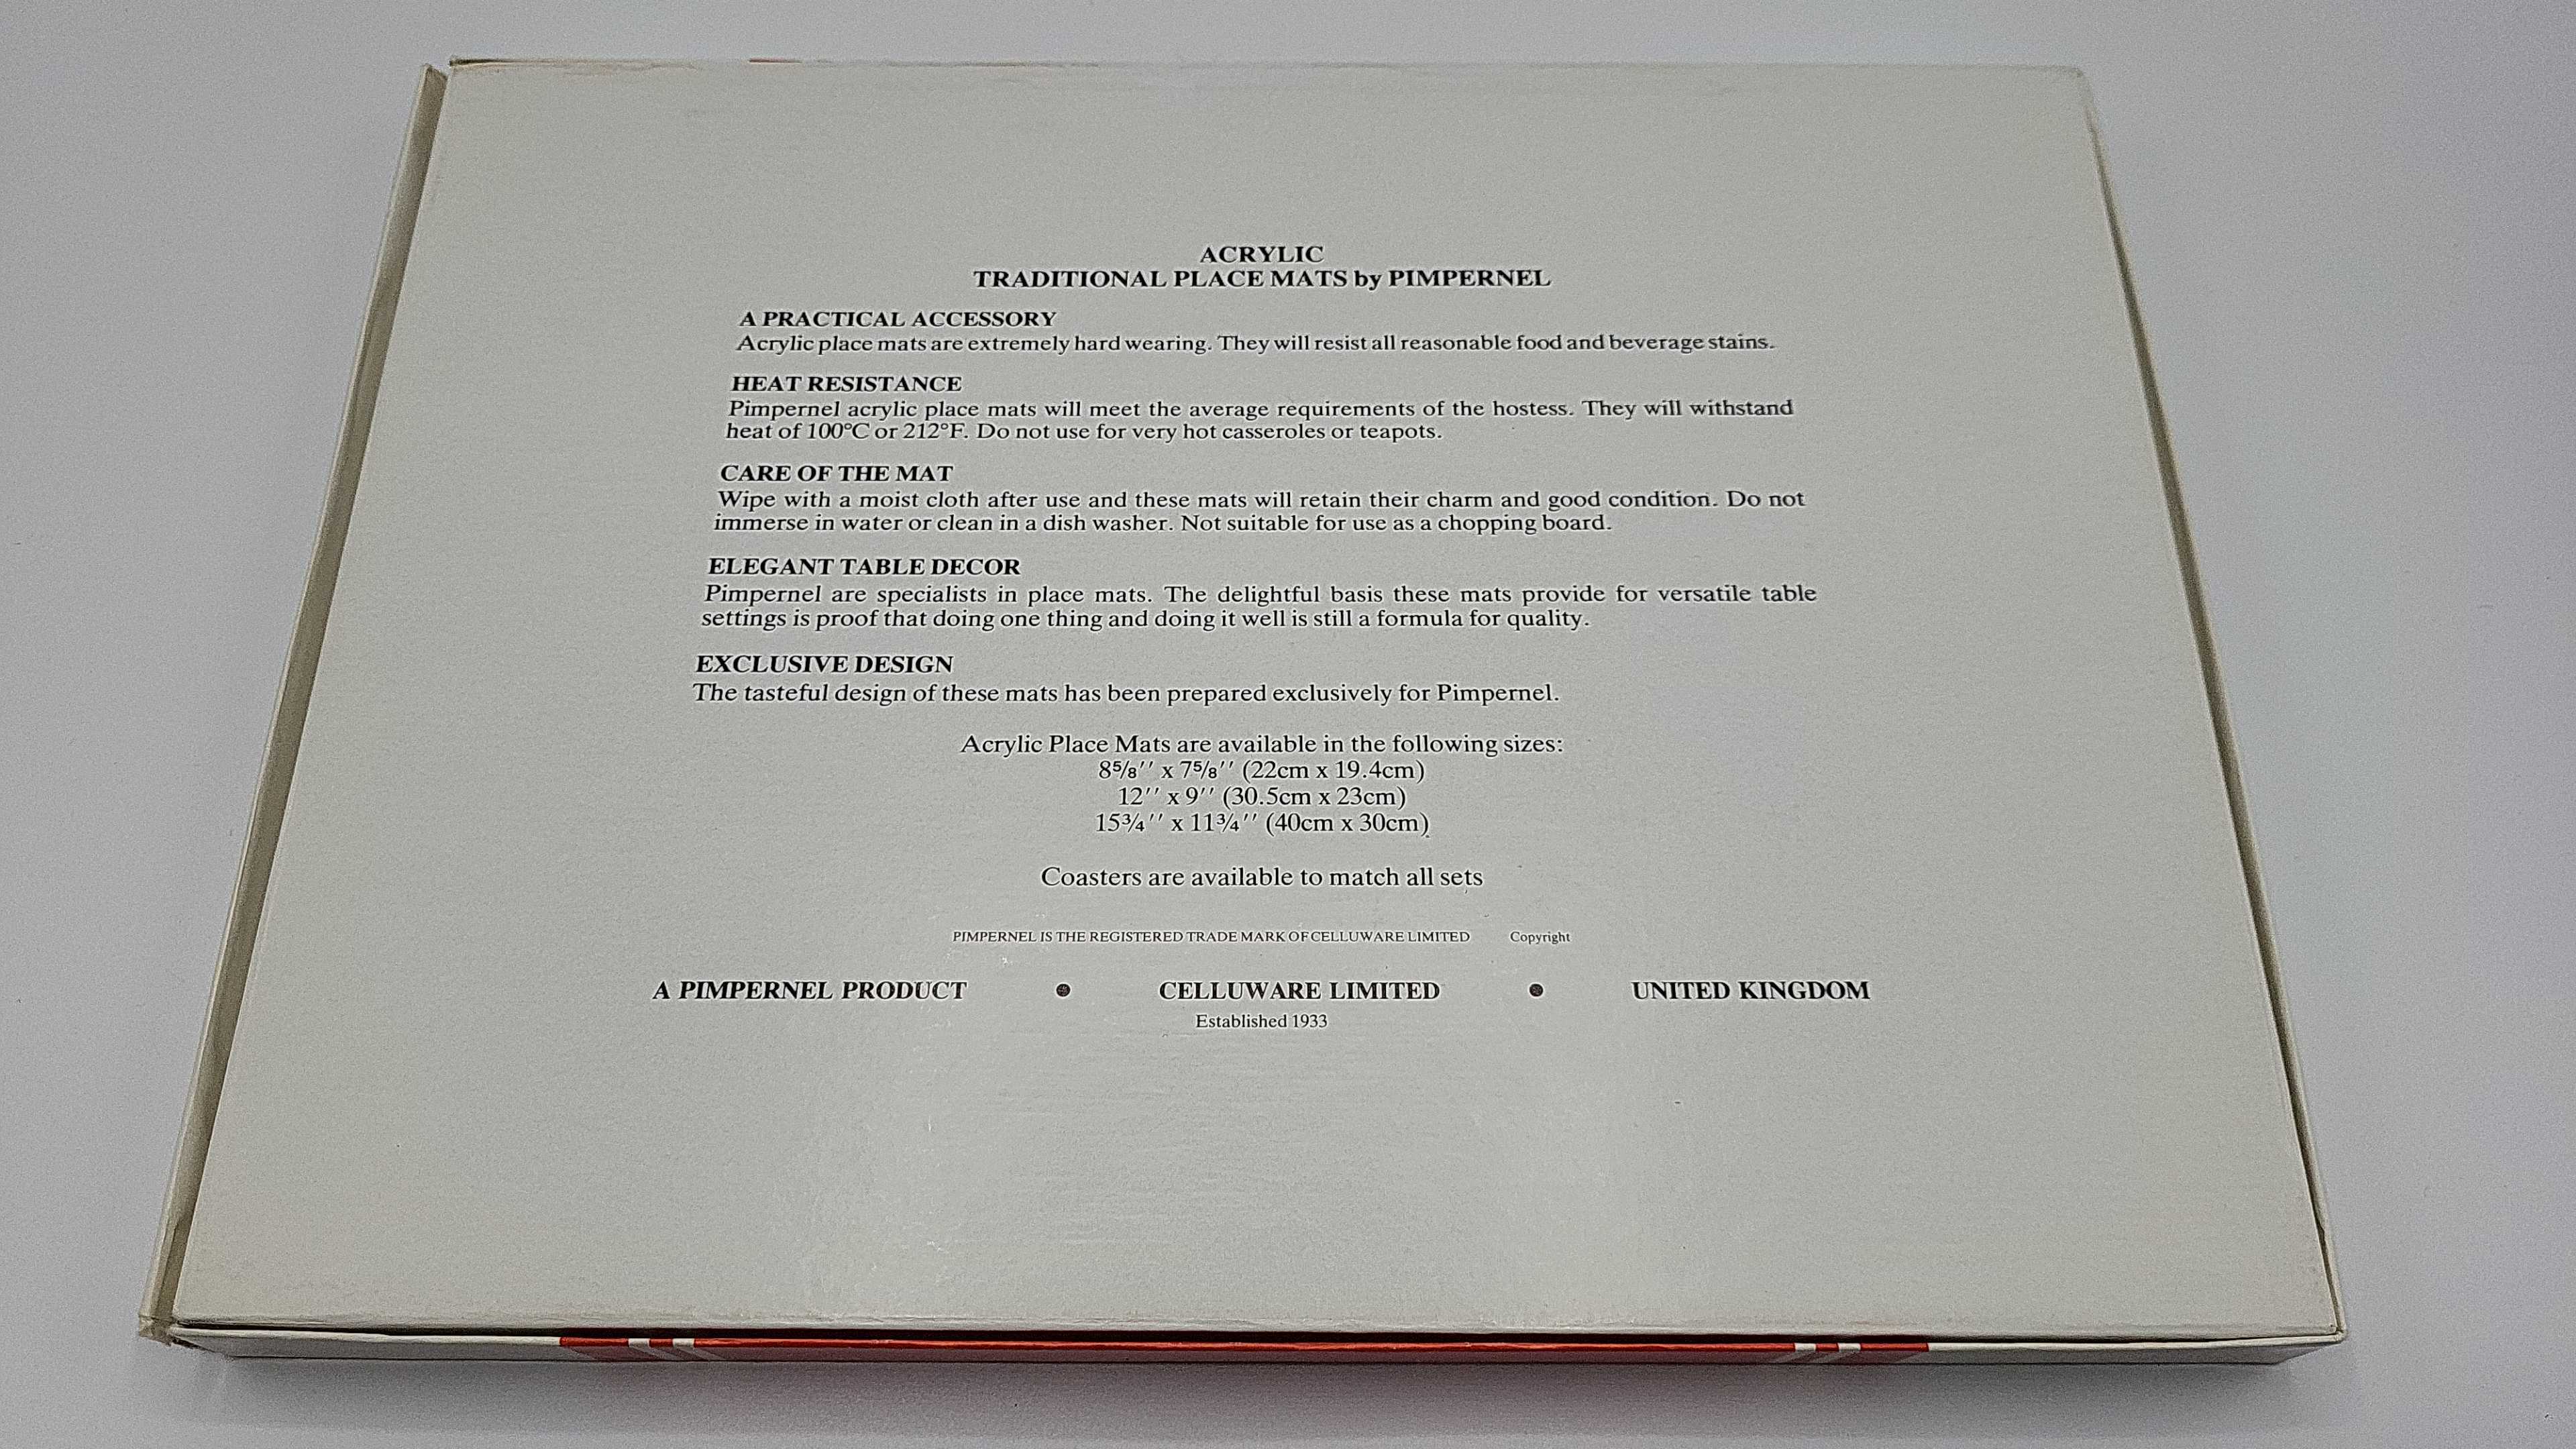 ACRYLIC
TRADITIONAL PLACE MATS by PIMPERNEL
A PRACTICAL ACCESSORY
Acrylic place mats are extremely hard wearing. They will resist all reasonable food and beverage stains.
HEAT RESISTANCE
Pimpernel acrylic place mats will meet the average requirements of the hostess. They will withstand
heat of 100°C or 212°F. Do not use for very hot casseroles or teapots.
CARE OF THE MAT
Wipe with a moist cloth after use and these mats will retain their charm and good condition. Do not
immerse in water or clean in a dish washer. Not suitable for use as a chopping board.
ELEGANT TABLE DECOR
Pimpernel are specialists in place mats. The delightful basis these mats provide for versatile table
settings is proof that doing one thing and doing it well is still a formula for quality.
EXCLUSIVE DESIGN
The tasteful design of these mats has been prepared exclusively for Pimpernel.
Acrylic Place Mats are available in the following sizes:
8⅝′′ x 7⅝′′ (22cm x 19.4cm)
12′′ x 9′′ (30.5cm x 23cm)
15¾′′ x 11¾′′ (40cm x 30cm)
Coasters are available to match all sets
PIMPERNEL IS THE REGISTERED TRADE MARK OF CELLUWARE LIMITED Copyright
A PIMPERNEL PRODUCT ● CELLUWARE LIMITED ● UNITED KINGDOM
Established 1933